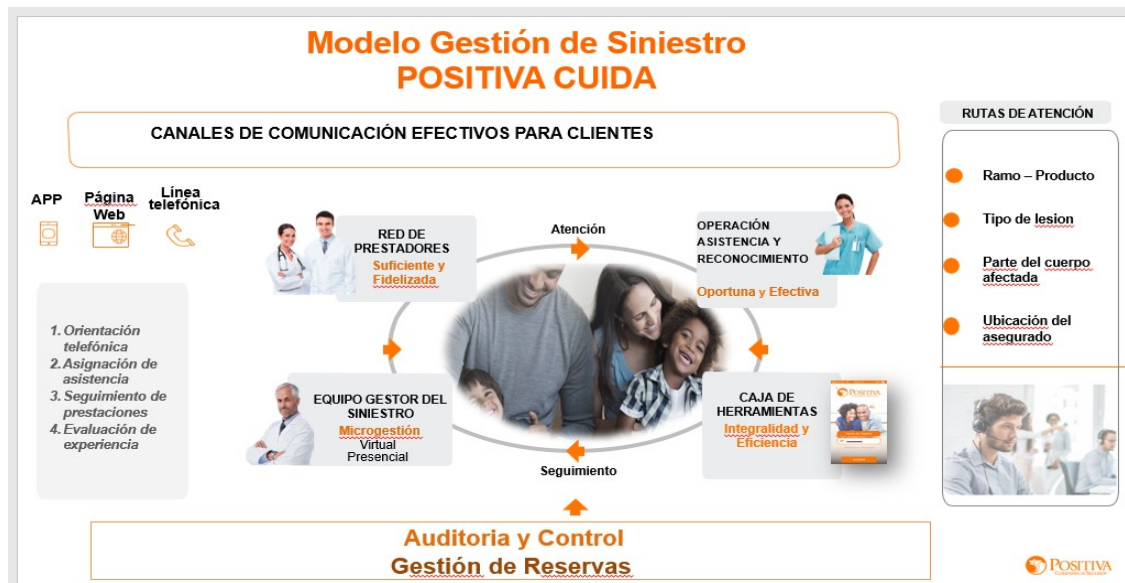 Modelo Gestión de Siniestro
POSITIVA CUIDA
CANALES DE COMUNICACIÓN EFECTIVOS PARA CLIENTES
APP
Página
Web
Línea
telefónica
1. Orientación
telefónica
2. Asignación de
asistencia
3. Seguimiento de
prestaciones
4. Evaluación de
experiencia
RED DE
PRESTADORES
Suficiente y
Fidelizada
Atención
OPERACIÓN
ASISTENCIA Y
RECONOCIMIENTO
Oportuna y Efectiva
EQUIPO GESTOR DEL
SINIESTRO
Microgestión
Virtual
Presencial
Seguimiento
CAJA DE
HERRAMIENTAS
Integralidad y
Eficiencia
POSITIVA
Auditoria y Control
Gestión de Reservas
RUTAS DE ATENCIÓN
Ramo – Producto
Tipo de lesion
Parte del cuerpo
afectada
Ubicación del
asegurado
POSITIVA
COMPAÑÍA DE SEGUROS